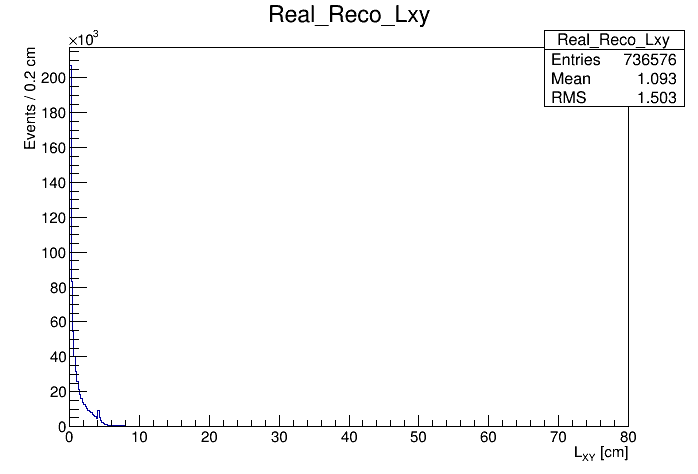 Real_Reco_Lxy
×10³
Real_Reco_Lxy
Entries 736576
Mean 1.093
RMS 1.503
Events / 0.2 cm
200
180
160
140
120
100
80
60
40
20
0
0 10 20 30 40 50 60 70 80
L_XY [cm]